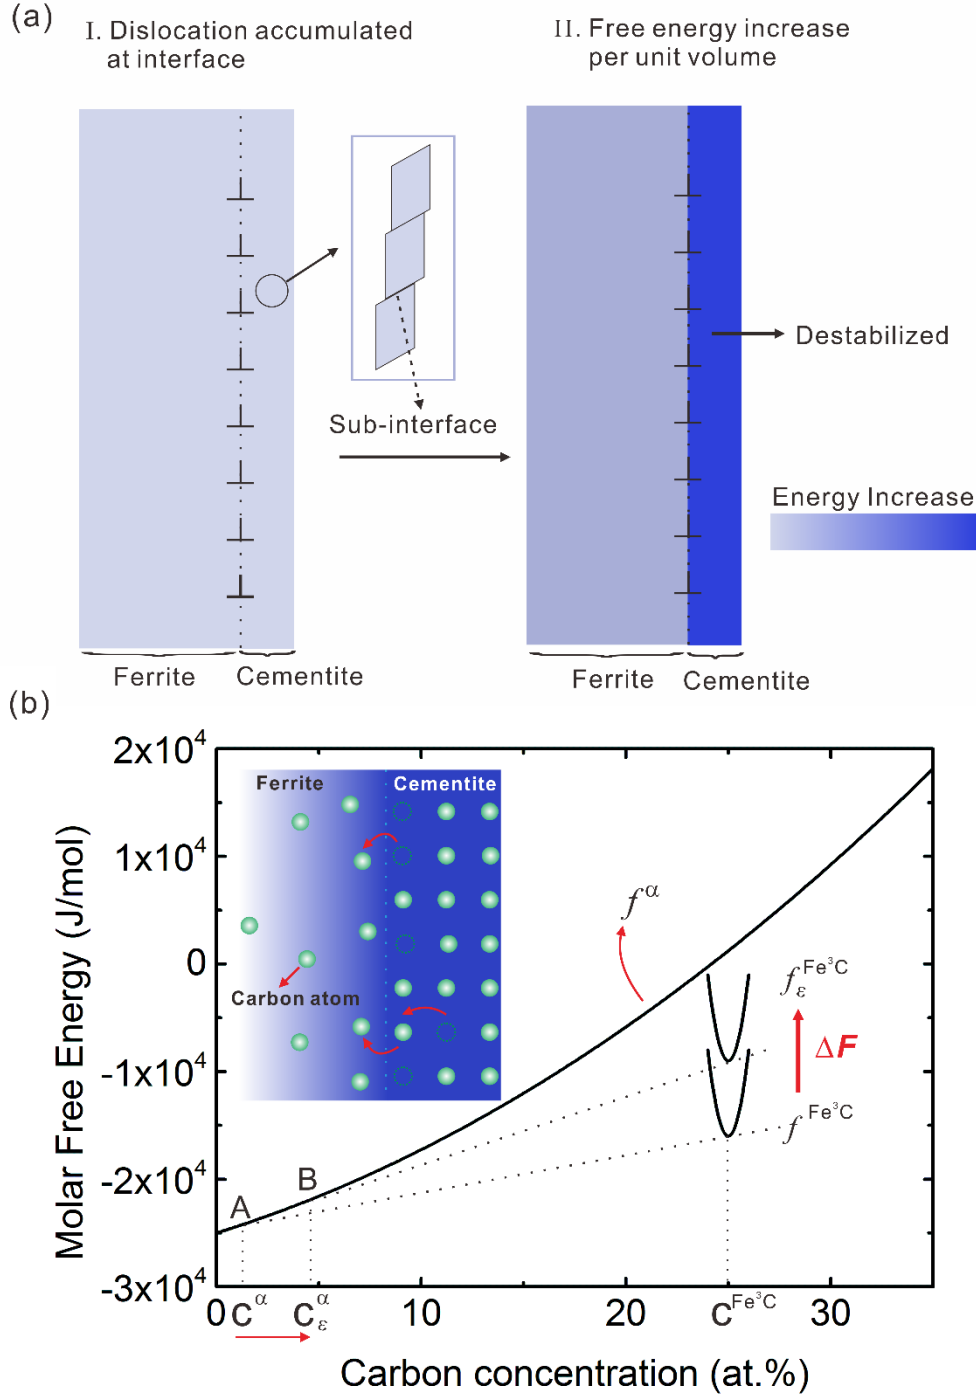 (a)
I. Dislocation accumulated
at interface
II. Free energy increase
per unit volume
Destabilized
Sub-interface
Energy Increase
Ferrite
Cementite
Ferrite
Cementite
(b)
2x10⁴
1x10⁴
0
-1x10⁴
-2x10⁴
-3x10⁴
Molar Free Energy (J/mol)
Ferrite
Cementite
Carbon atom
f^α
f_ε^Fe³C
ΔF
f^Fe³C
A
B
0
C^α
C_ε^α
10
20
C^Fe³C
30
Carbon concentration (at.%)